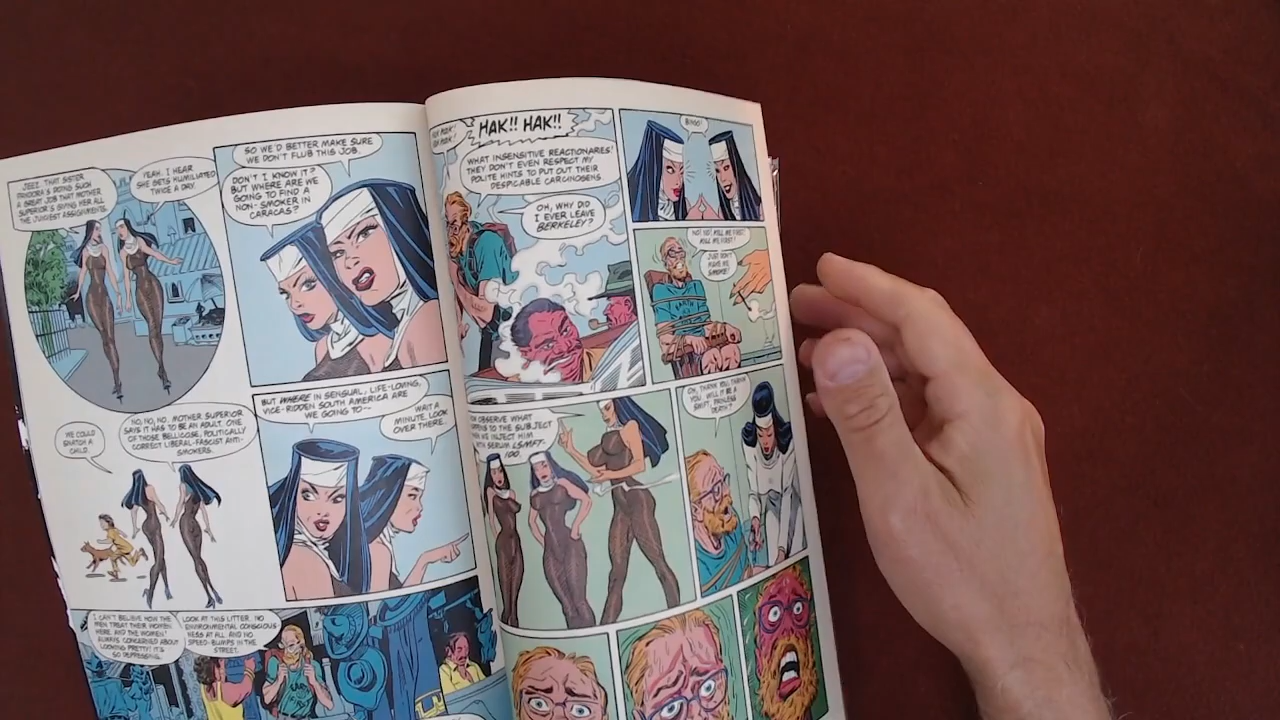 JEEZ, THAT SISTER
PANDORA'S DOING SUCH
A GREAT JOB THAT MOTHER
SUPERIOR'S GIVING HER ALL
THE JUICIEST ASSIGNMENTS.
YEAH. I HEAR
SHE GETS HUMILIATED
TWICE A DAY.
SO WE'D BETTER MAKE SURE
WE DON'T FLUB THIS JOB.
DON'T I KNOW IT?
BUT WHERE ARE WE
GOING TO FIND A
NON-SMOKER IN
CARACAS?
WE COULD
SNATCH A
CHILD.
NO, NO, NO. MOTHER SUPERIOR
SAYS IT HAS TO BE AN ADULT. ONE
OF THOSE BELLICOSE, POLITICALLY
CORRECT LIBERAL-FASCIST ANTI-
SMOKERS.
BUT WHERE IN SENSUAL, LIFE-LOVING,
VICE-RIDDEN SOUTH AMERICA ARE
WE GOING TO--
WAIT A
MINUTE, LOOK
OVER THERE..
I CAN'T BELIEVE HOW THE
MEN TREAT THEIR WOMEN
HERE. AND THE WOMEN!
ALWAYS CONCERNED ABOUT
LOOKING PRETTY! IT'S
SO DEPRESSING.
LOOK AT THIS LITTER. NO
ENVIRONMENTAL CONSCIOUS
NESS AT ALL. AND NO
SPEED-BUMPS IN THE
STREET.
HAK!! HAK!!
WHAT INSENSITIVE REACTIONARIES!
THEY DON'T EVEN RESPECT MY
POLITE HINTS TO PUT OUT THEIR
DESPICABLE CARCINOGENS.
OH, WHY DID
I EVER LEAVE
BERKELEY?
BINGO!
NO! NO! KILL ME FIRST!
KILL ME FIRST!
JUST DON'T
MAKE ME
SMOKE!
EARTH
OBSERVE WHAT
HAPPENS TO THE SUBJECT
WE INJECT HIM
SERUM LSMFT-
100.
OH, THANK YOU, THANK
YOU. WILL IT BE A
SWIFT, PAINLESS
DEATH?